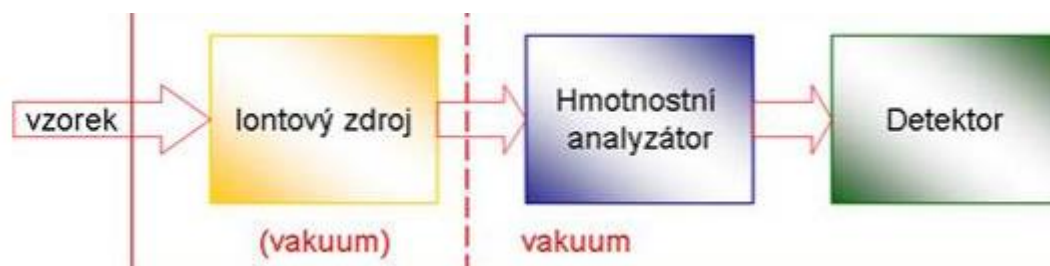 vzorek
Iontový zdroj
Hmotnostní
analyzátor
Detektor
(vakuum)
vakuum